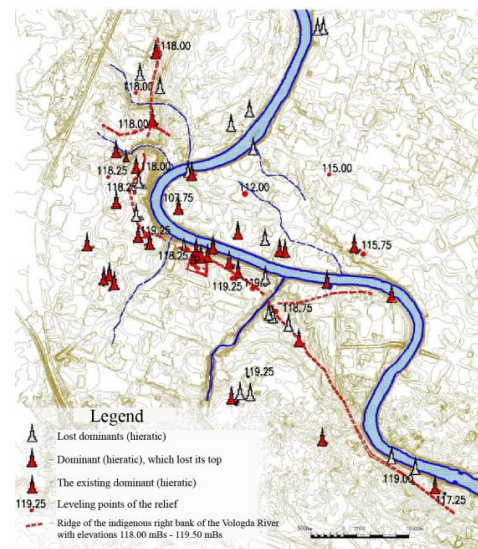 118.00
118.00
118.00
118.25
118.00
118.25
115.00
112.00
107.75
119.25
118.25
115.75
119.25
118.75
119.25
119.00
117.25
Legend
Lost dominants (hieratic)
Dominant (hieratic), which lost its top
The existing dominant (hieratic)
119.25 Leveling points of the relief
Ridge of the indigenous right bank of the Vologda River
with elevations 118.00 mBs - 119.50 mBs